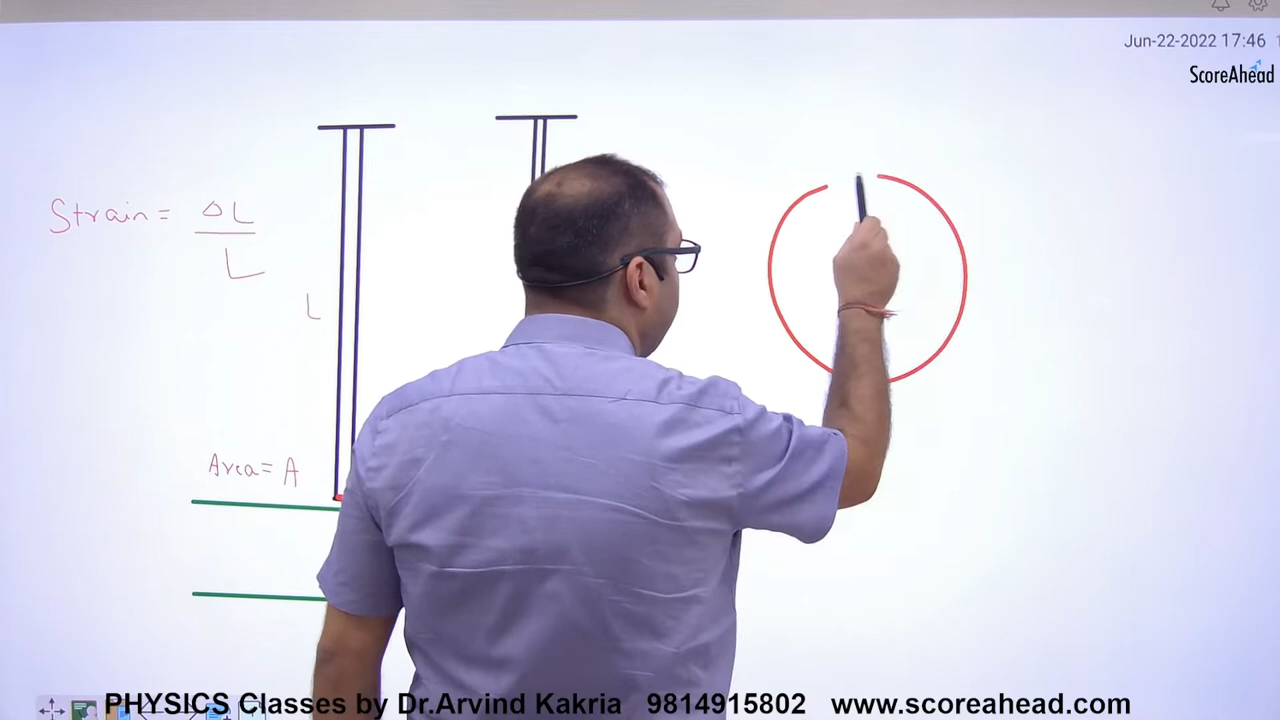 Jun-22-2022 17:46
ScoreAhead
Strain = ΔL
L
L
Area = A
PHYSICS Classes by Dr.Arvind Kakria 9814915802 www.scoreahead.com